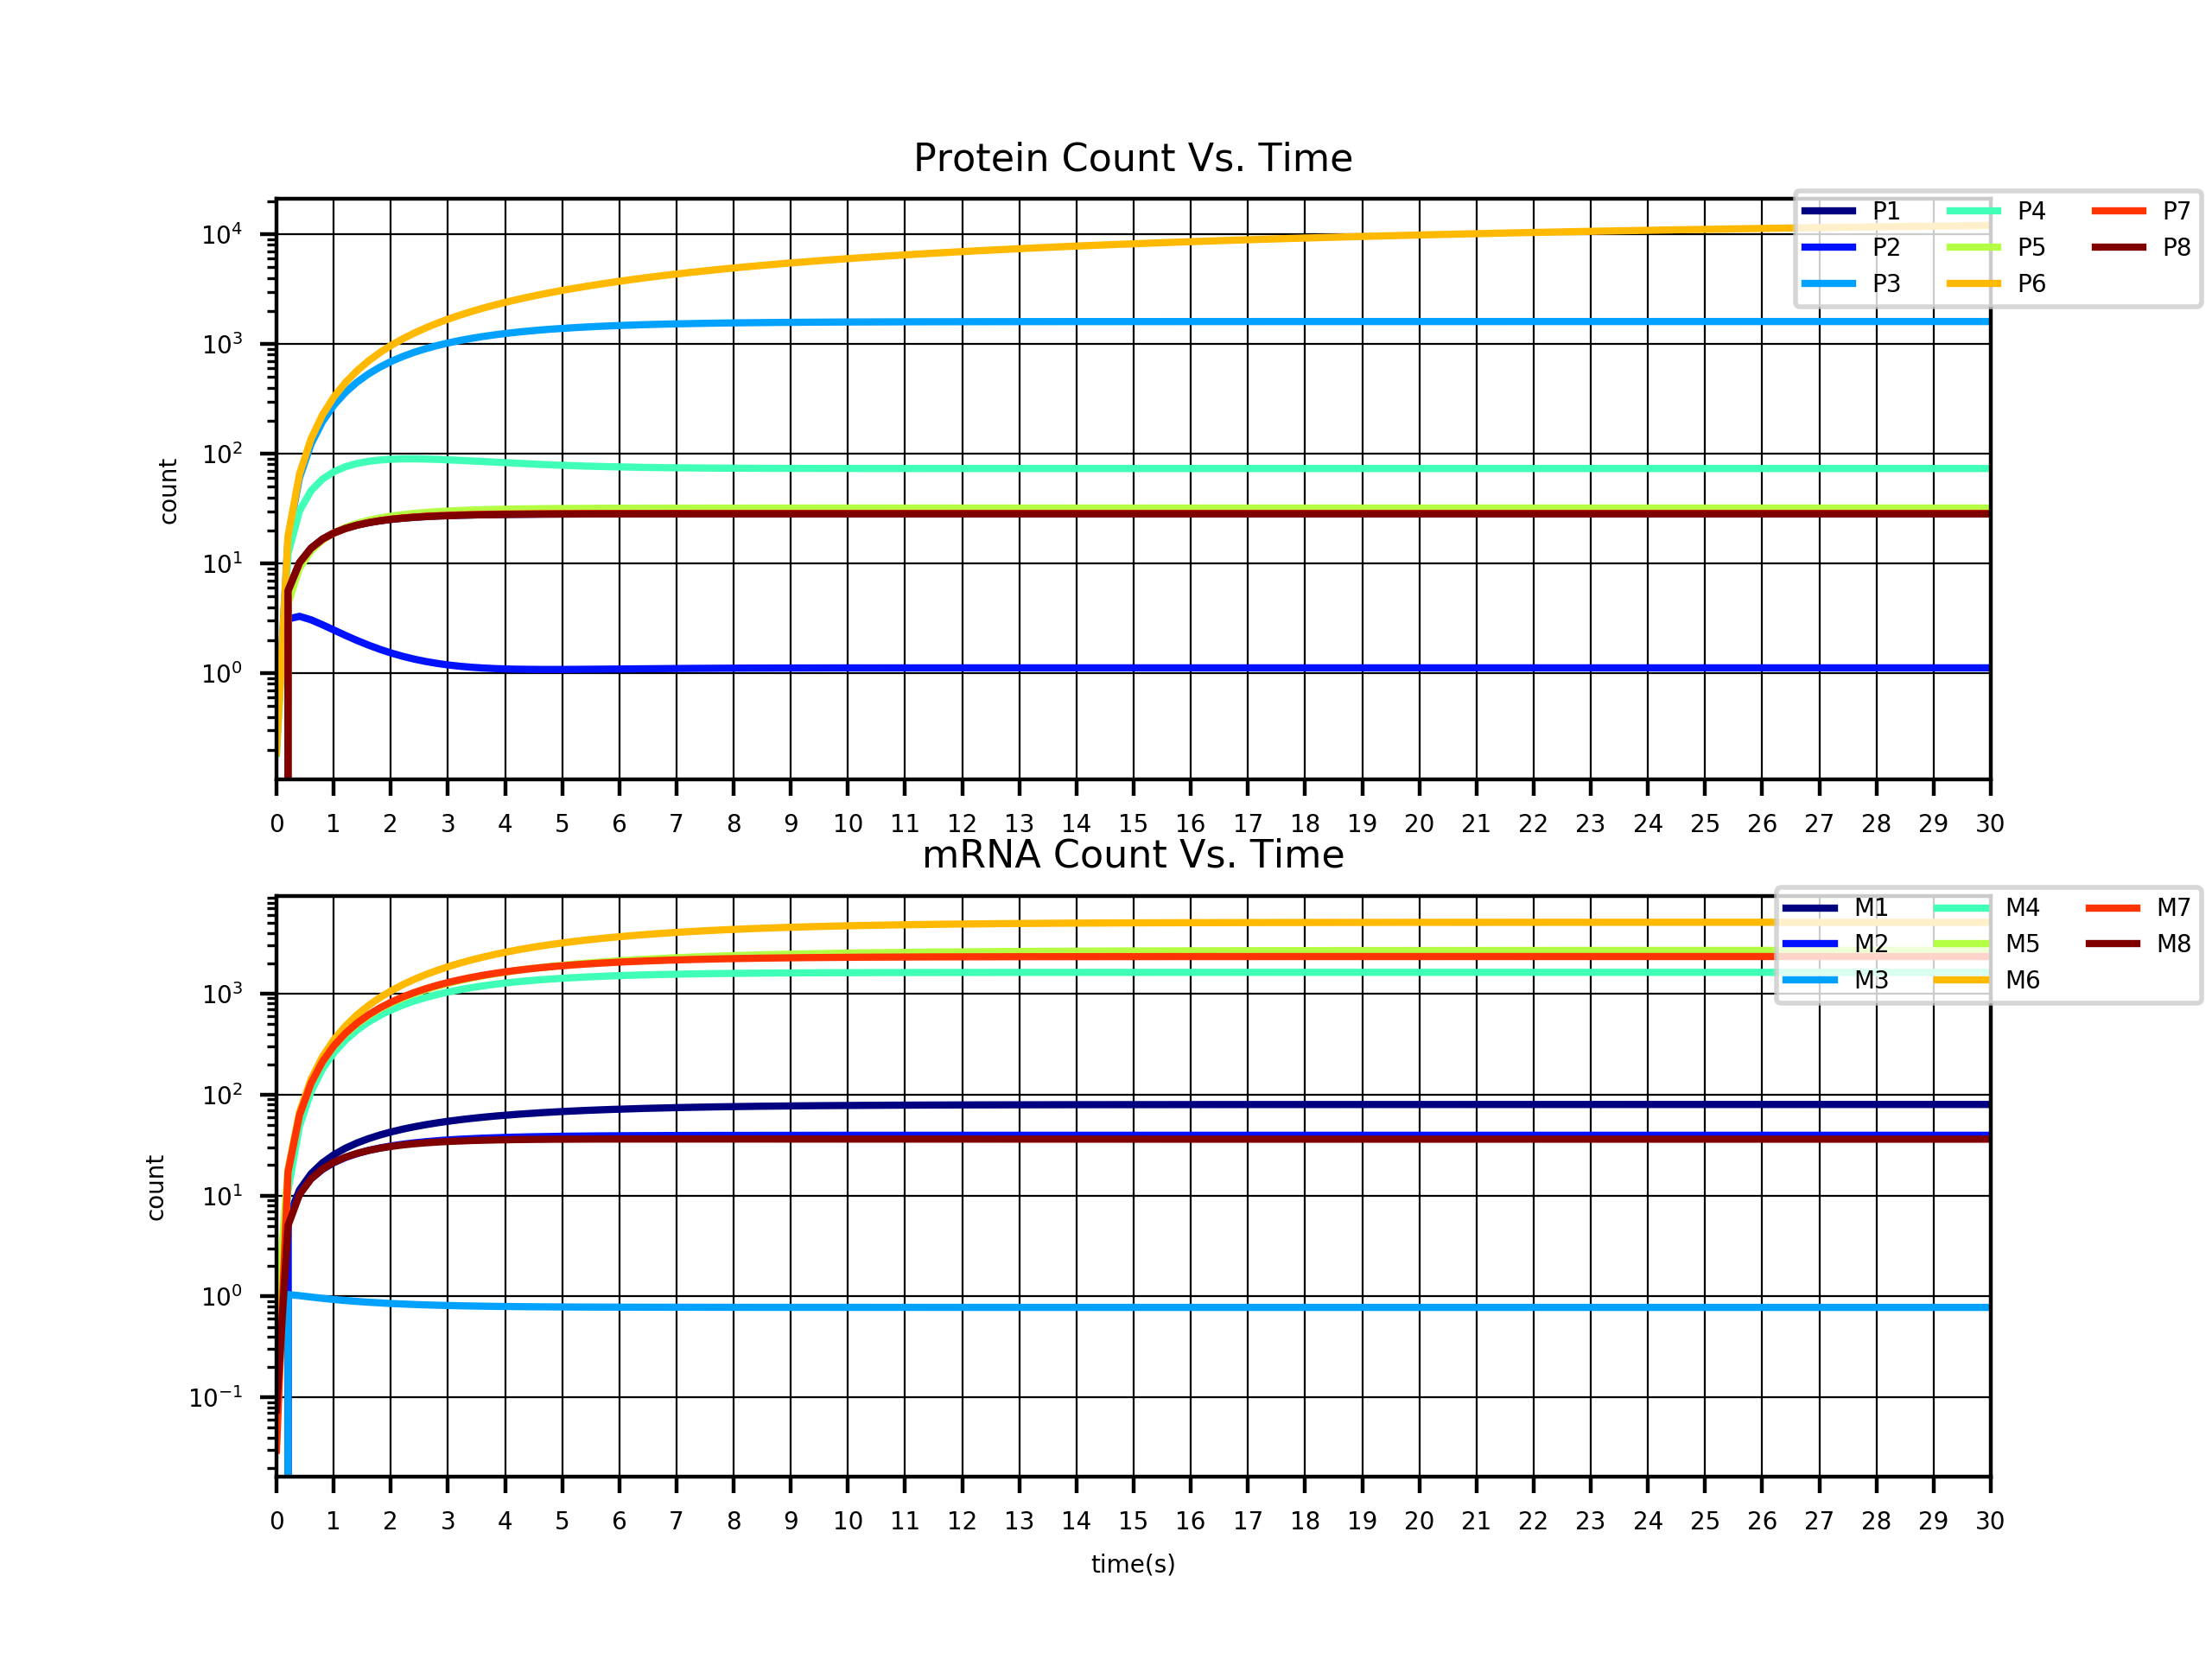 Protein Count Vs. Time
P1 P4 P7
P2 P5 P8
P3 P6
10⁴
10³
10²
10¹
10⁰
count
0 1 2 3 4 5 6 7 8 9 10 11 12 13 14 15 16 17 18 19 20 21 22 23 24 25 26 27 28 29 30
mRNA Count Vs. Time
M1 M4 M7
M2 M5 M8
M3 M6
10³
10²
10¹
10⁰
10⁻¹
count
0 1 2 3 4 5 6 7 8 9 10 11 12 13 14 15 16 17 18 19 20 21 22 23 24 25 26 27 28 29 30
time(s)